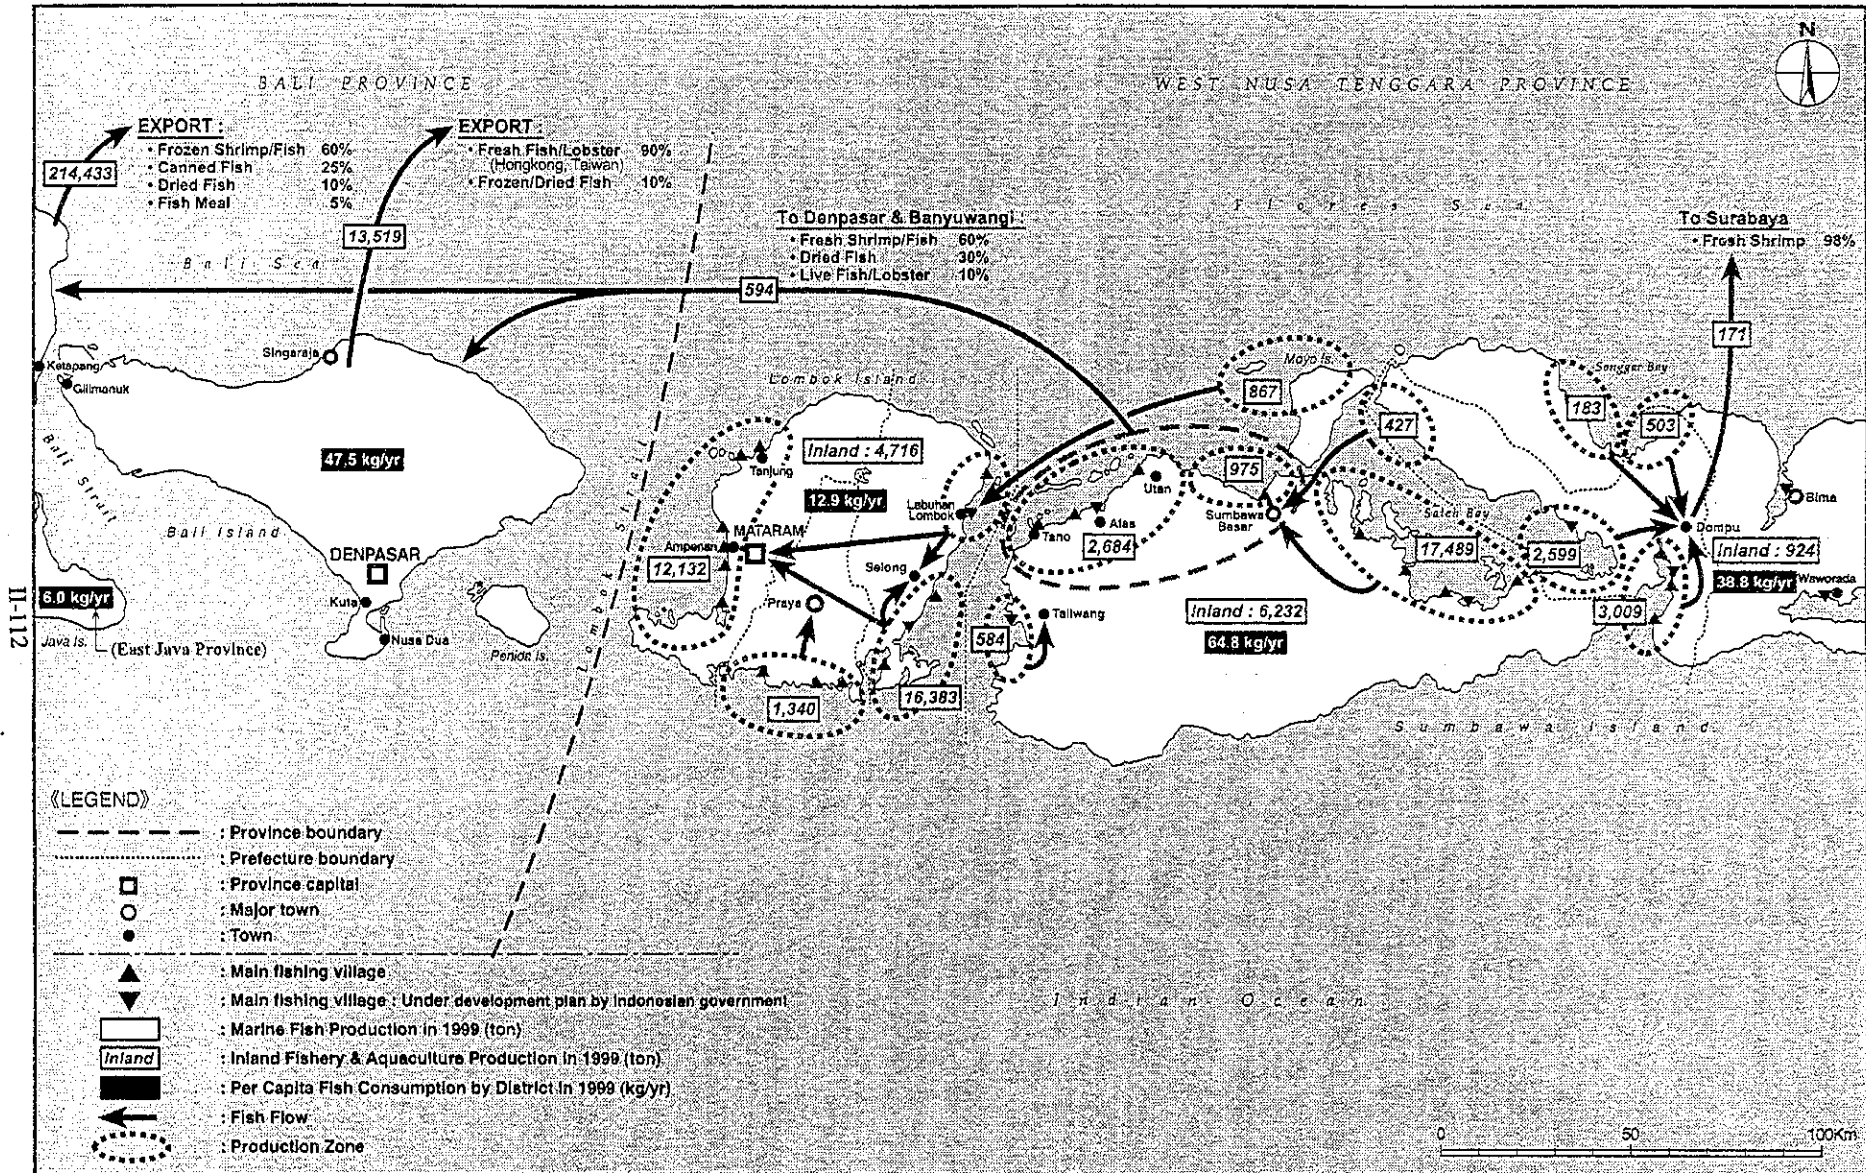 N
BALI PROVINCE
WEST NUSA TENGGARA PROVINCE
EXPORT :
• Frozen Shrimp/Fish 60%
• Canned Fish 25%
• Dried Fish 10%
• Fish Meal 5%
214,433
EXPORT :
• Fresh Fish/Lobster 90%
(Hongkong, Taiwan)
• Frozen/Dried Fish 10%
13,519
To Denpasar & Banyuwangi :
• Fresh Shrimp/Fish 60%
• Dried Fish 30%
• Live Fish/Lobster 10%
594
Flores Sea
To Surabaya
• Fresh Shrimp 98%
171
Bali Sea
Singaraja
Ketapang
Gilimanuk
Lombok Island
Moyo Is.
Sanggar Bay
867
427
183
503
Bali Strait
47.5 kg/yr
Lombok Strait
Tanjung
Inland : 4,716
12.9 kg/yr
Labuhan
Lombok
Utan
975
Sumbawa
Besar
Saleh Bay
Bima
Bali Island
DENPASAR
MATARAM
Ampenan
12,132
Selong
Tano
Alas
2,684
17,489
2,599
Dompu
Inland : 924
38.8 kg/yr
Waworada
6.0 kg/yr
Kuta
Nusa Dua
Java Is.
(East Java Province)
Penida Is.
Praya
584
Taliwang
Inland : 6,232
64.8 kg/yr
3,009
1,340
16,383
Sumbawa Island
II-112
《LEGEND》
: Province boundary
: Prefecture boundary
: Province capital
: Major town
: Town
: Main fishing village
: Main fishing village : Under development plan by Indonesian government
: Marine Fish Production in 1999 (ton)
Inland : Inland Fishery & Aquaculture Production in 1999 (ton)
: Per Capita Fish Consumption by District in 1999 (kg/yr)
: Fish Flow
: Production Zone
Indian Ocean
0 50 100Km